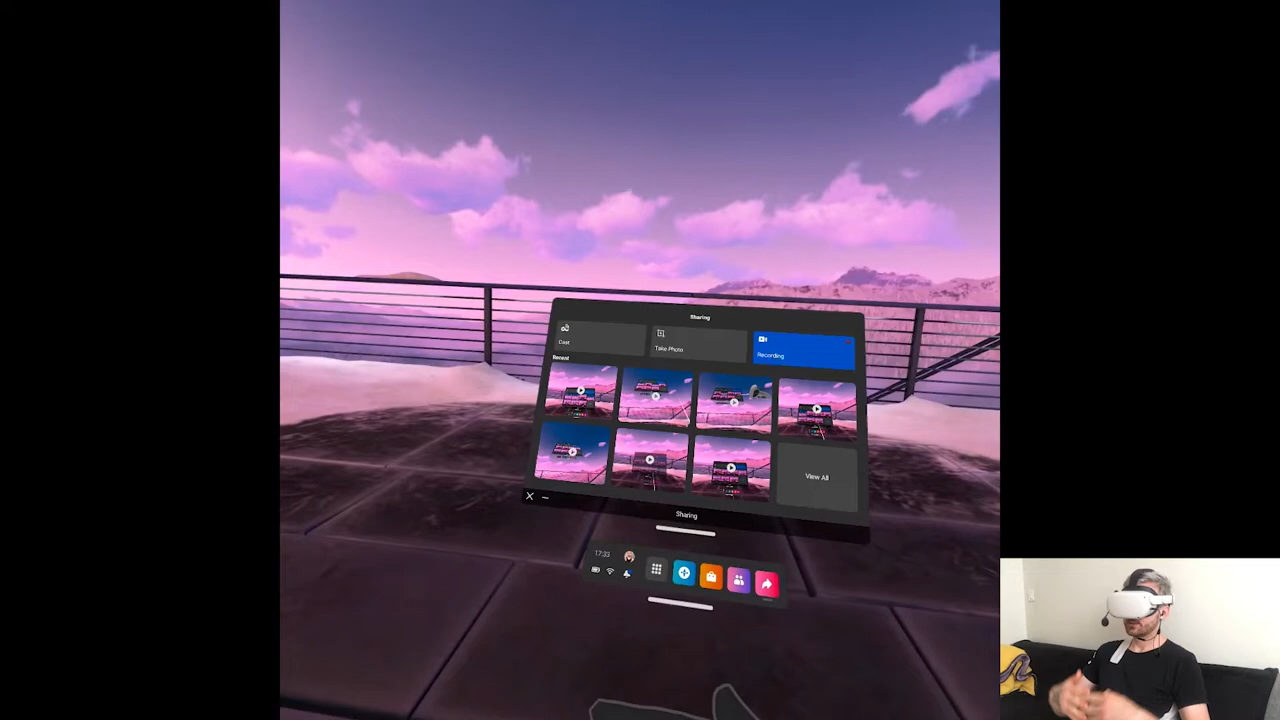 Sharing
Cast
Take Photo
Recording
Recent
View All
Sharing
17:33